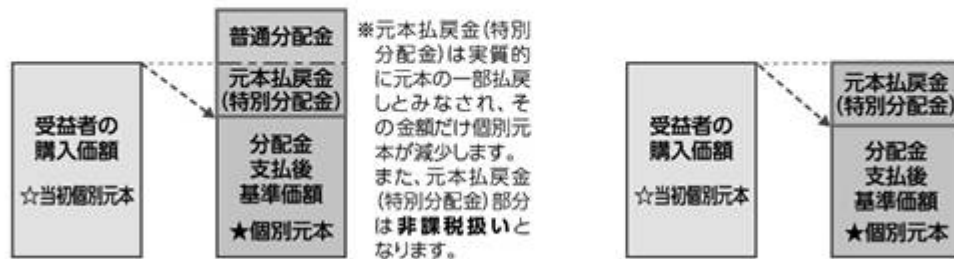 普通分配金
元本払戻金
(特別分配金)
受益者の
購入価額
☆当初個別元本
分配金
支払後
基準価額
★個別元本
※元本払戻金(特別
分配金)は実質的
に元本の一部払戻
しとみなされ、そ
の金額だけ個別元
本が減少します。
また、元本払戻金
(特別分配金)部分
は非課税扱いと
なります。
受益者の
購入価額
☆当初個別元本
元本払戻金
(特別分配金)
分配金
支払後
基準価額
★個別元本